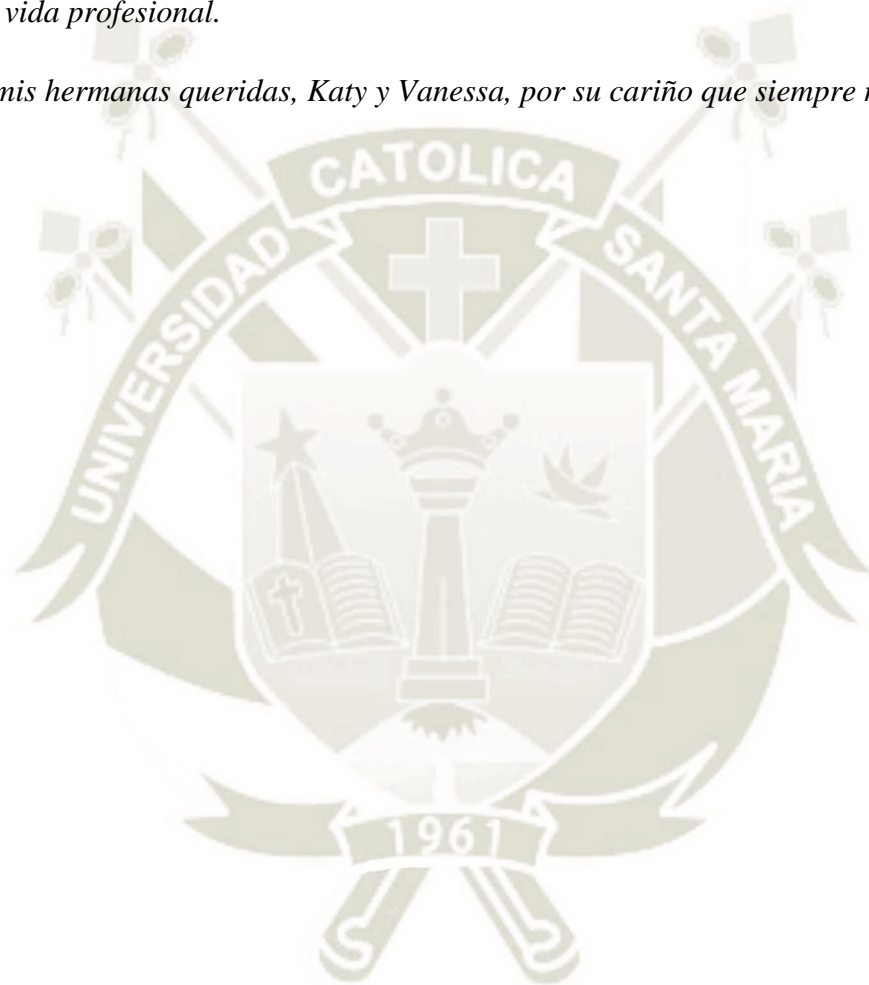 vida profesional.
mis hermanas queridas, Katy y Vanessa, por su cariño que siempre
UNIVERSIDAD
CATOLICA
SANTA MARIA
1961